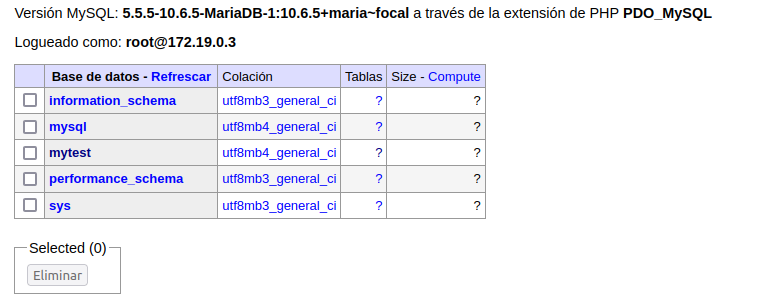 Versión MySQL: 5.5.5-10.6.5-MariaDB-1:10.6.5+maria~focal a través de la extensión de PHP PDO_MySQL
Logueado como: root@172.19.0.3
Base de datos - Refrescar Colación Tablas Size - Compute
information_schema utf8mb3_general_ci ? ?
mysql utf8mb4_general_ci ? ?
mytest utf8mb4_general_ci ? ?
performance_schema utf8mb3_general_ci ? ?
sys utf8mb3_general_ci ? ?
Selected (0)
Eliminar